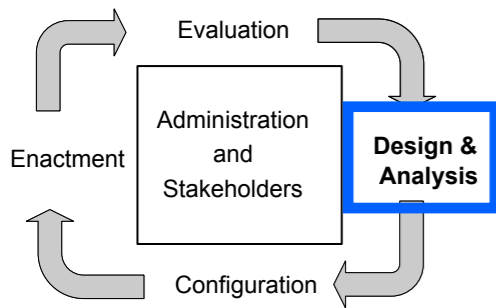 Evaluation
Administration
and
Stakeholders
Design &
Analysis
Enactment
Configuration